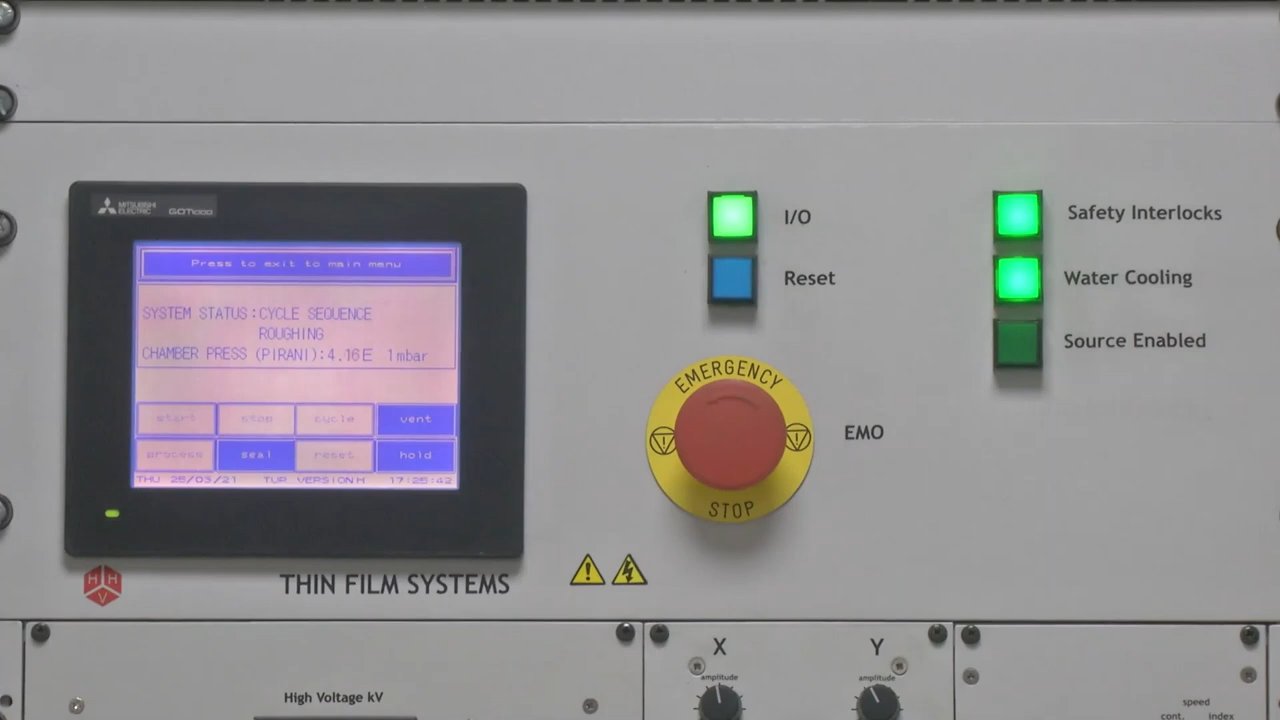 MITSUBISHI
ELECTRIC
GOT1000
Press to exit to main menu
SYSTEM STATUS:CYCLE SEQUENCE
ROUGHING
CHAMBER PRESS (PIRANI):4.16E 1mbar
start stop cycle vent
process seal reset hold
THU 25/03/21 TUR VERSION H 17:25:42
I/O
Reset
Safety Interlocks
Water Cooling
Source Enabled
EMERGENCY
STOP
EMO
HHV
THIN FILM SYSTEMS
High Voltage kV
X
amplitude
Y
amplitude
speed
cont. index